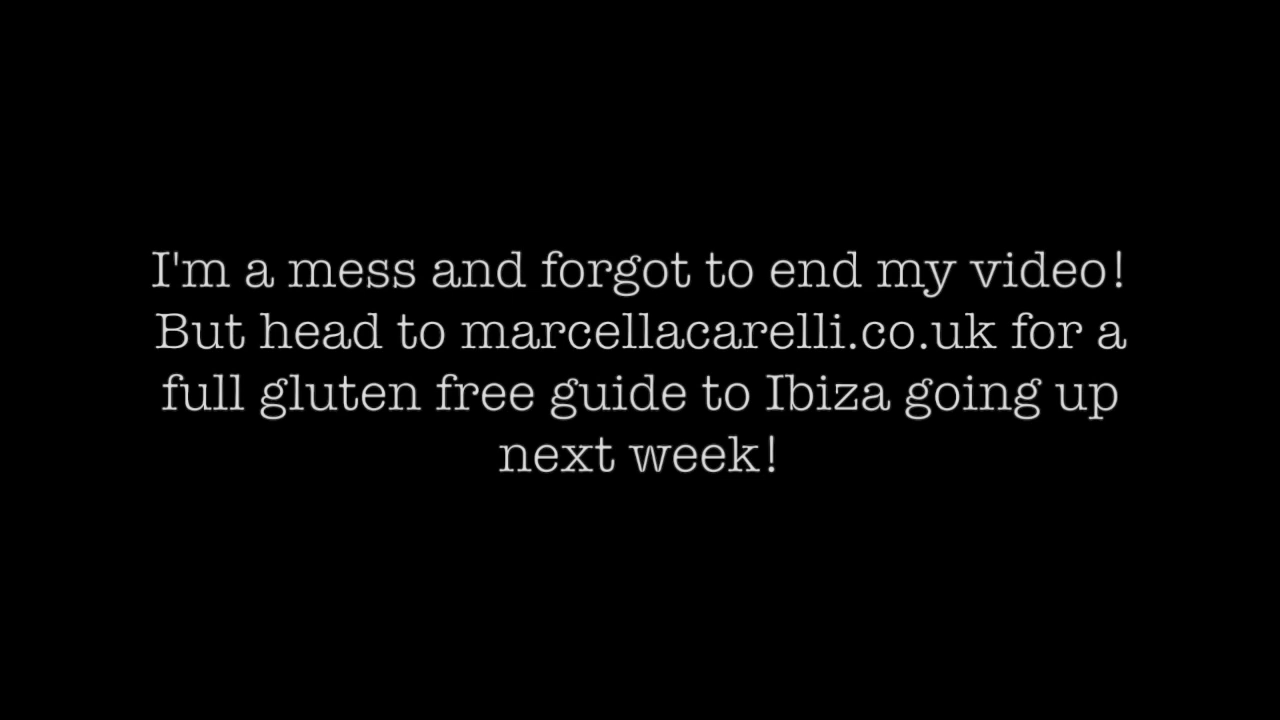 I'm a mess and forgot to end my video!
But head to marcellacarelli.co.uk for a
full gluten free guide to Ibiza going up
next week!